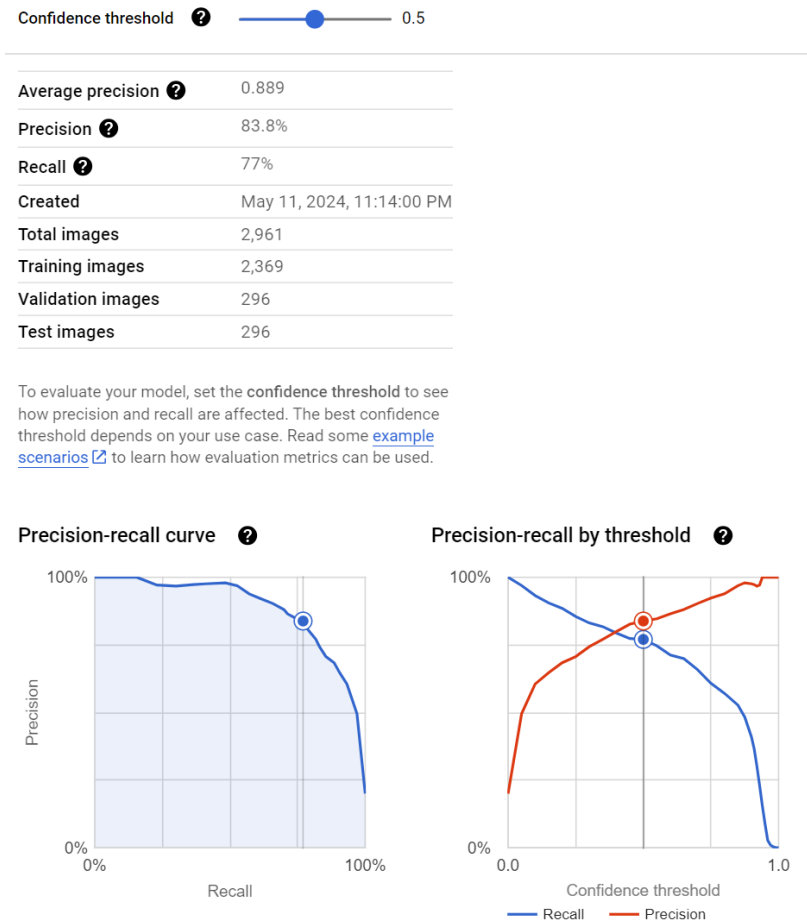 Confidence threshold ? 0.5
Average precision ? 0.889
Precision ? 83.8%
Recall ? 77%
Created May 11, 2024, 11:14:00 PM
Total images 2,961
Training images 2,369
Validation images 296
Test images 296
To evaluate your model, set the confidence threshold to see
how precision and recall are affected. The best confidence
threshold depends on your use case. Read some example
scenarios to learn how evaluation metrics can be used.
Precision-recall curve ?
100%
Precision
0%
0% 100%
Recall
Precision-recall by threshold ?
100%
0%
0.0 1.0
Confidence threshold
Recall Precision